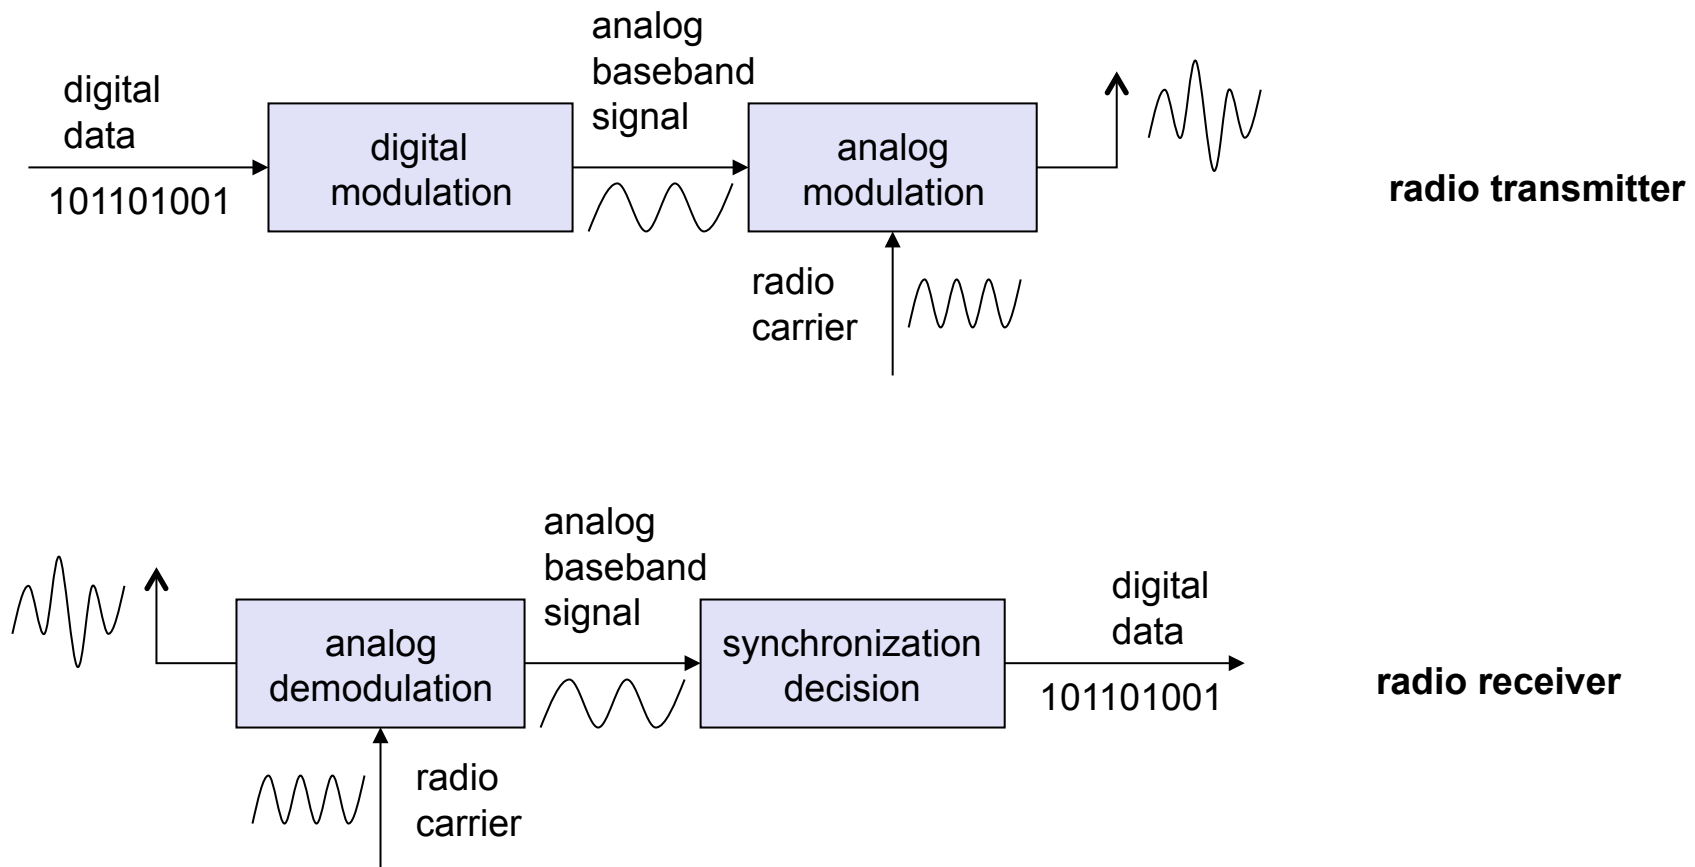 analog
baseband
signal
digital
data
101101001
digital
modulation
analog
modulation
radio transmitter
radio
carrier
analog
baseband
signal
analog
demodulation
synchronization
decision
digital
data
101101001
radio receiver
radio
carrier